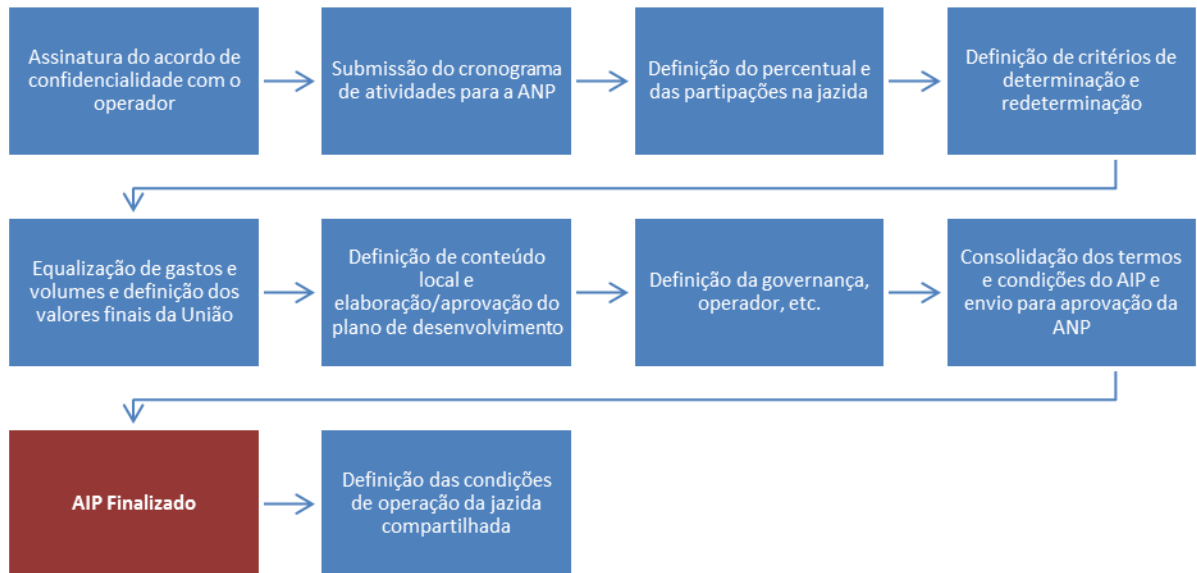 Assinatura do acordo de
confidencialidade com o
operador
Submissão do cronograma
de atividades para a ANP
Definição do percentual e
das partipações na jazida
Definição de critérios de
determinação e
redeterminação
Equalização de gastos e
volumes e definição dos
valores finais da União
Definição de conteúdo
local e
elaboração/aprovação do
plano de desenvolvimento
Definição da governança,
operador, etc.
Consolidação dos termos
e condições do AIP e
envio para aprovação da
ANP
AIP Finalizado
Definição das condições
de operação da jazida
compartilhada